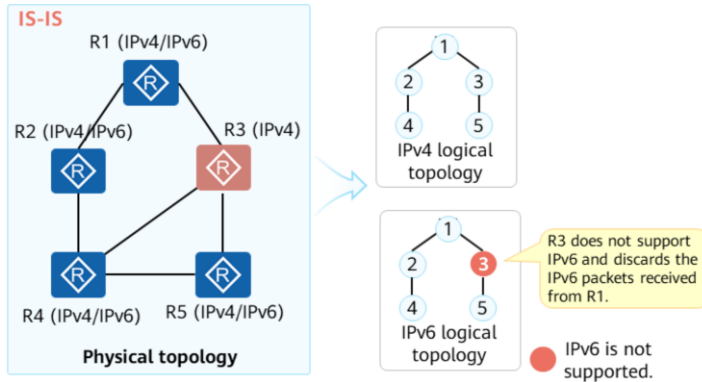 IS-IS
R1 (IPv4/IPv6)
R
R2 (IPv4/IPv6)
R3 (IPv4)
R
R
R
R
R4 (IPv4/IPv6)
R5 (IPv4/IPv6)
Physical topology
1
2
3
4
5
IPv4 logical
topology
1
2
3
4
5
IPv6 logical
topology
R3 does not support
IPv6 and discards the
IPv6 packets received
from R1.
IPv6 is not
supported.